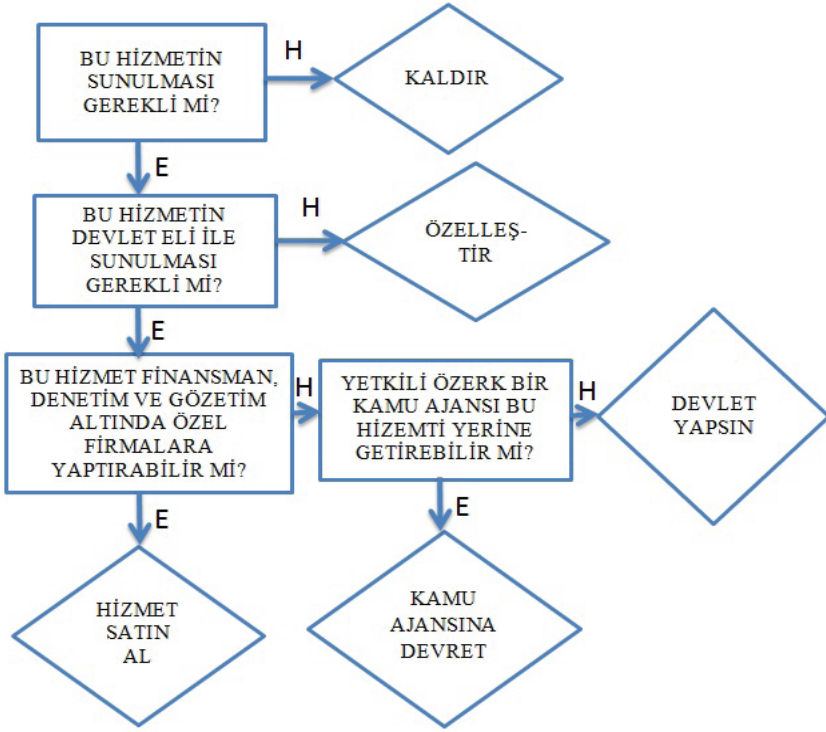 BU HİZMETİN
SUNULMASI
GEREKLİ Mİ?
H
KALDIR
E
BU HİZMETİN
DEVLET ELİ İLE
SUNULMASI
GEREKLİ Mİ?
H
ÖZELLEŞ-
TİR
E
BU HİZMET FİNANSMAN,
DENETİM VE GÖZETİM
ALTINDA ÖZEL
FİRMALARA
YAPTIRABİLİR Mİ?
H
YETKİLİ ÖZERK BİR
KAMU AJANSI BU
HİZEMTİ YERİNE
GETİREBİLİR Mİ?
H
DEVLET
YAPSIN
E
HİZMET
SATIN
AL
E
KAMU
AJANSINA
DEVRET